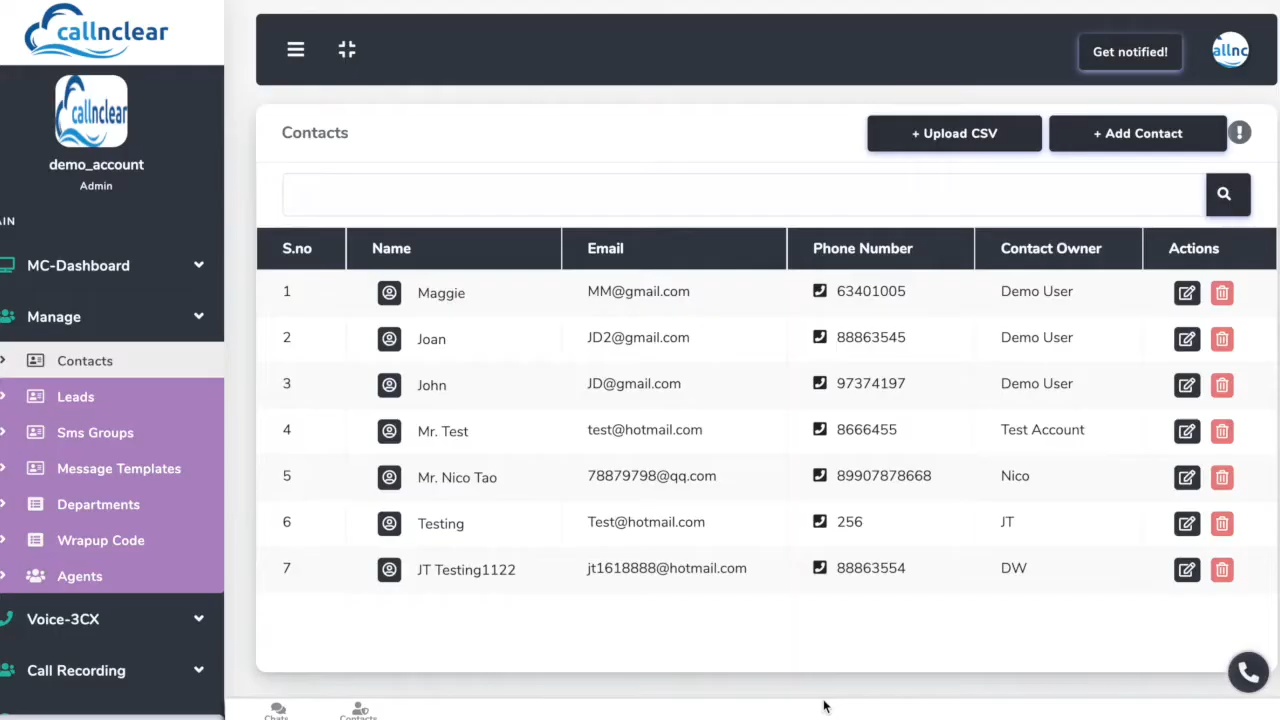 callnclear
Get notified!
allnc
callnclear
demo_account
Admin
AIN
MC-Dashboard
Manage
Contacts
Leads
Sms Groups
Message Templates
Departments
Wrapup Code
Agents
Voice-3CX
Call Recording
Contacts
+ Upload CSV
+ Add Contact
S.no Name Email Phone Number Contact Owner Actions
1 Maggie MM@gmail.com 63401005 Demo User
2 Joan JD2@gmail.com 88863545 Demo User
3 John JD@gmail.com 97374197 Demo User
4 Mr. Test test@hotmail.com 8666455 Test Account
5 Mr. Nico Tao 78879798@qq.com 89907878668 Nico
6 Testing Test@hotmail.com 256 JT
7 JT Testing1122 jt1618888@hotmail.com 88863554 DW
Chats
Contacts